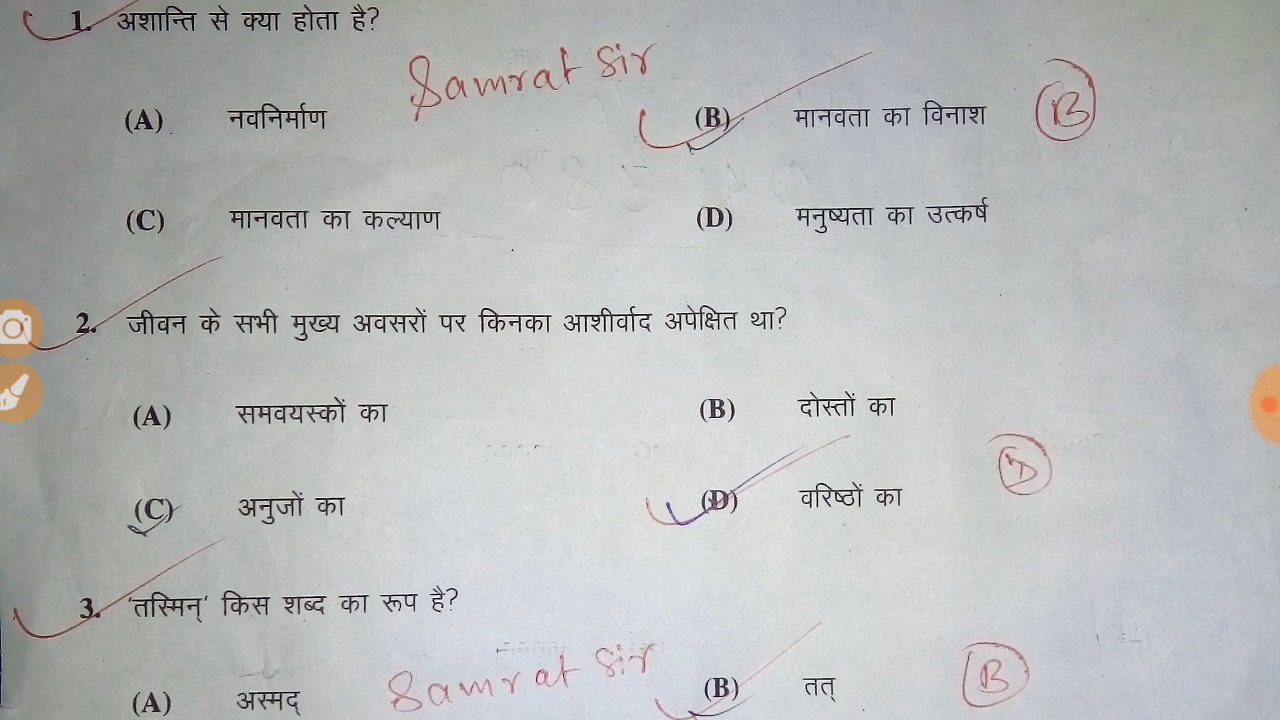 1. अशान्ति से क्या होता है?
Samrat Sir
(A) नवनिर्माण (B) मानवता का विनाश B
(C) मानवता का कल्याण (D) मनुष्यता का उत्कर्ष
2. जीवन के सभी मुख्य अवसरों पर किनका आशीर्वाद अपेक्षित था?
(A) समवयस्कों का (B) दोस्तों का
(C) अनुजों का (D) वरिष्ठों का D
3. 'तस्मिन्' किस शब्द का रूप है?
Samrat Sir
(A) अस्मद् (B) तत् B